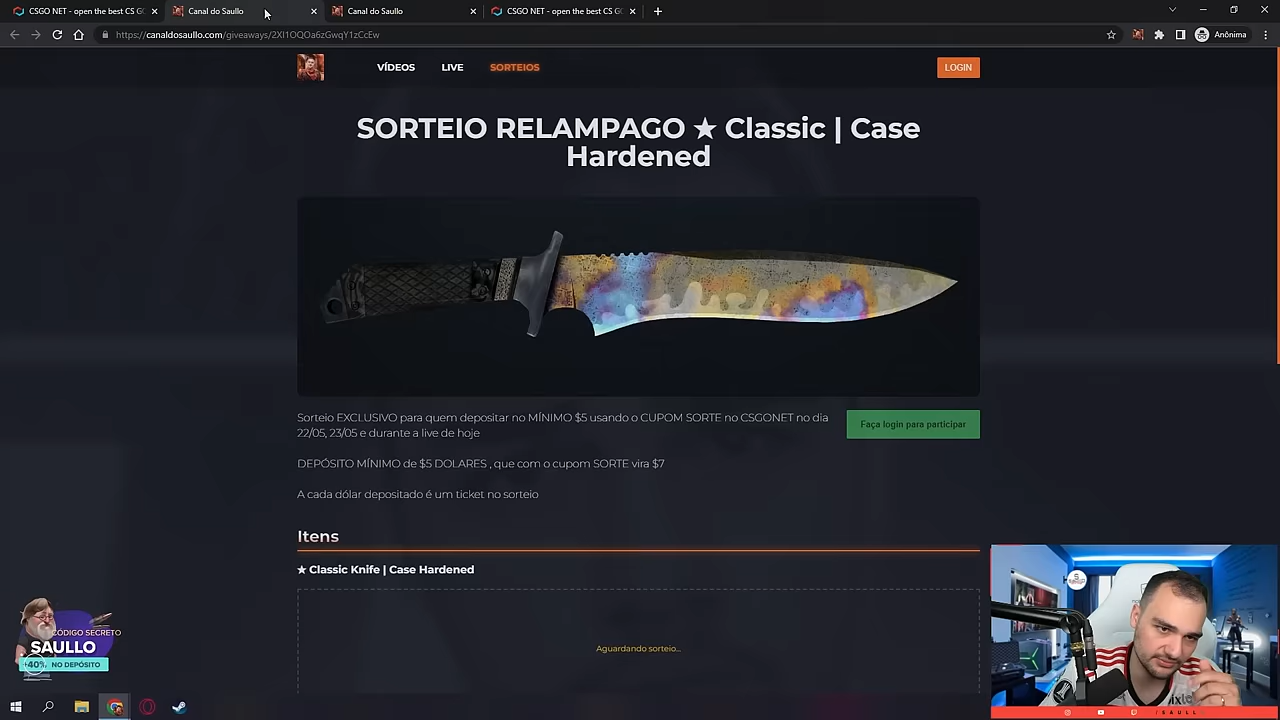 CSGO NET - open the best CS G
Canal do Saullo
Canal do Saullo
CSGO NET - open the best CS GO
https://canaldosaullo.com/giveaways/2XI1OQOa6zGwqY1zCcEw
Anônima
VÍDEOS
LIVE
SORTEIOS
LOGIN
SORTEIO RELAMPAGO ★ Classic | Case
Hardened
Sorteio EXCLUSIVO para quem depositar no MÍNIMO $5 usando o CUPOM SORTE no CSGONET no dia
22/05, 23/05 e durante a live de hoje
Faça login para participar
DEPÓSITO MÍNIMO de $5 DOLARES , que com o cupom SORTE vira $7
A cada dólar depositado é um ticket no sorteio
Itens
★ Classic Knife | Case Hardened
Aguardando sorteio...
CÓDIGO SECRETO
SAULLO
+40% NO DEPÓSITO